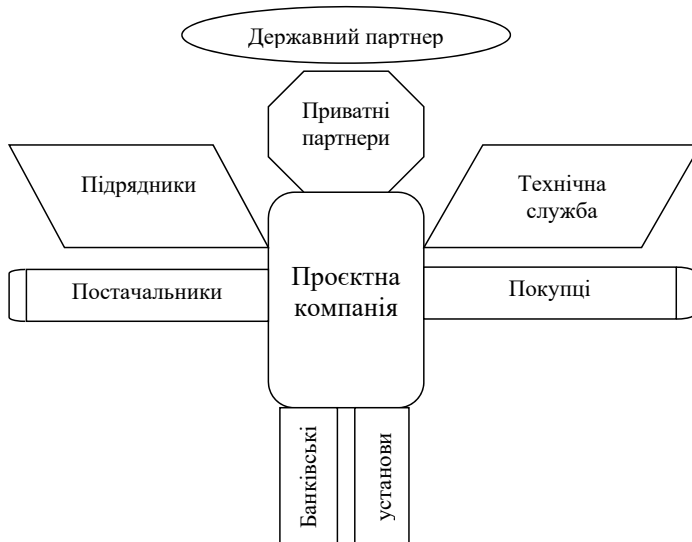 Державний партнер
Приватні
партнери
Підрядники
Технічна
служба
Постачальники
Проєктна
компанія
Покупці
Банківські
установи